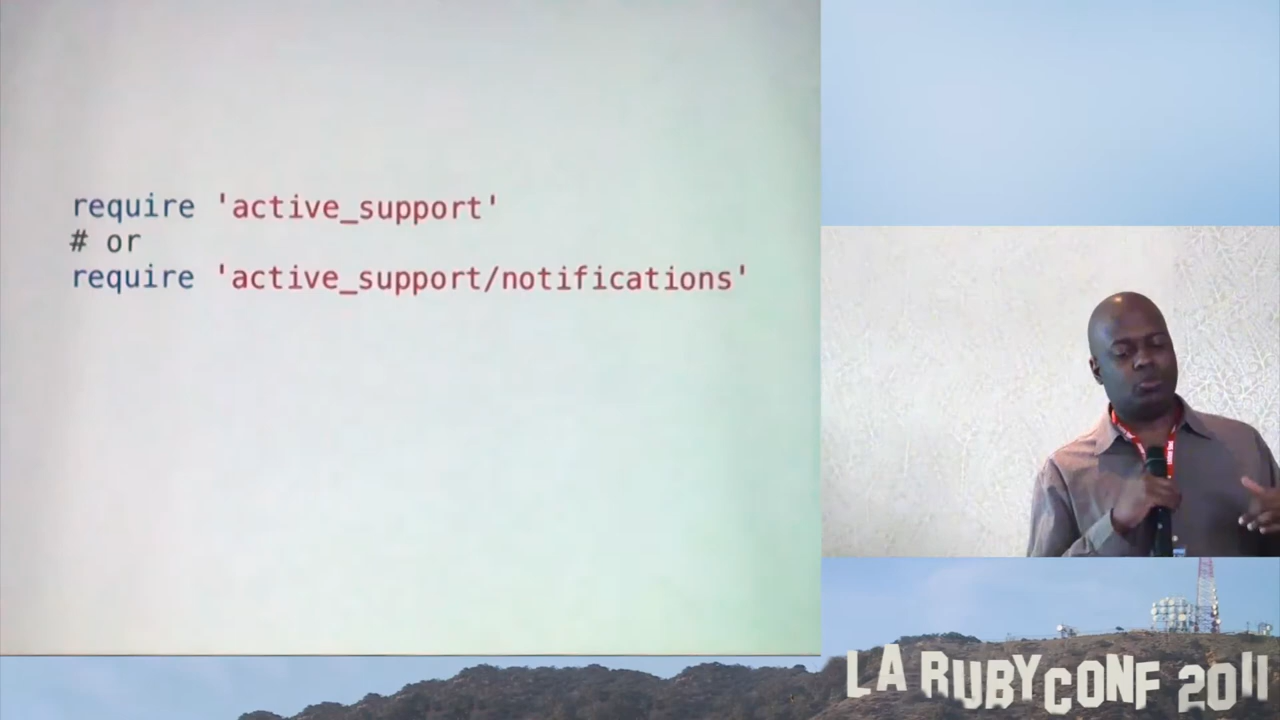 require 'active_support'
# or
require 'active_support/notifications'
LA RUBYCONF 2011